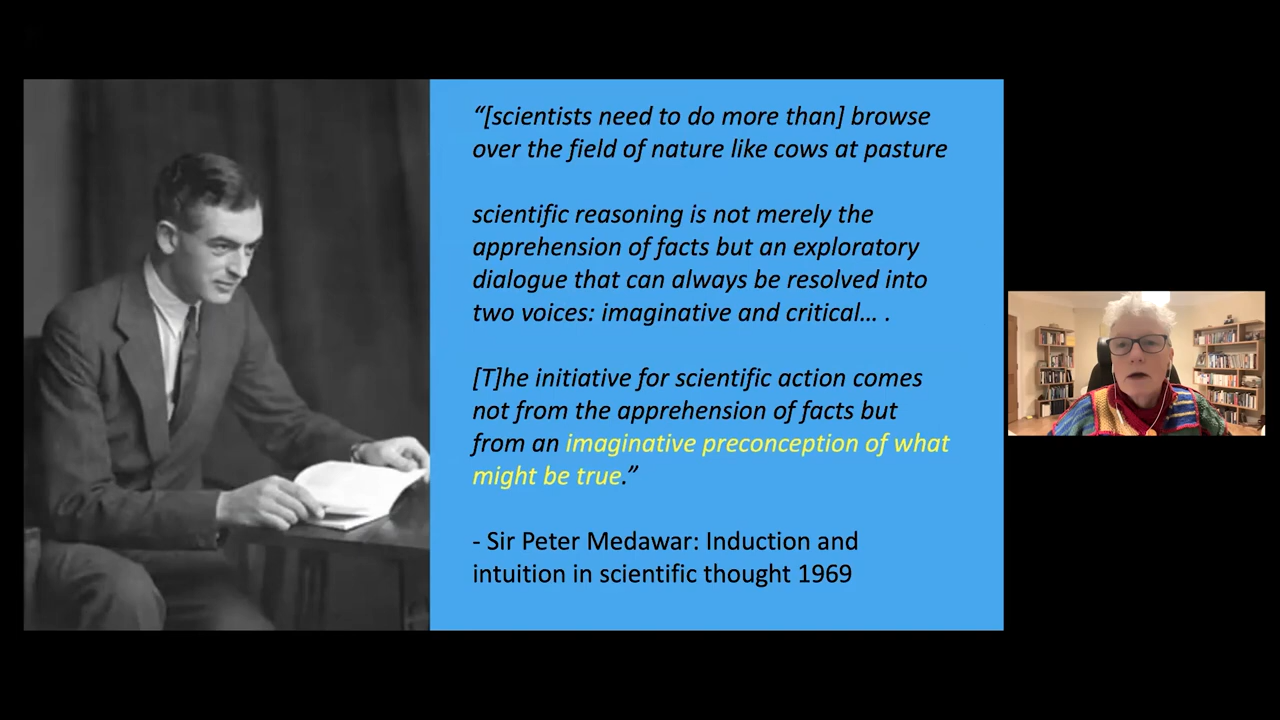 “[scientists need to do more than] browse
over the field of nature like cows at pasture
scientific reasoning is not merely the
apprehension of facts but an exploratory
dialogue that can always be resolved into
two voices: imaginative and critical… .
[T]he initiative for scientific action comes
not from the apprehension of facts but
from an imaginative preconception of what
might be true.”
- Sir Peter Medawar: Induction and
intuition in scientific thought 1969